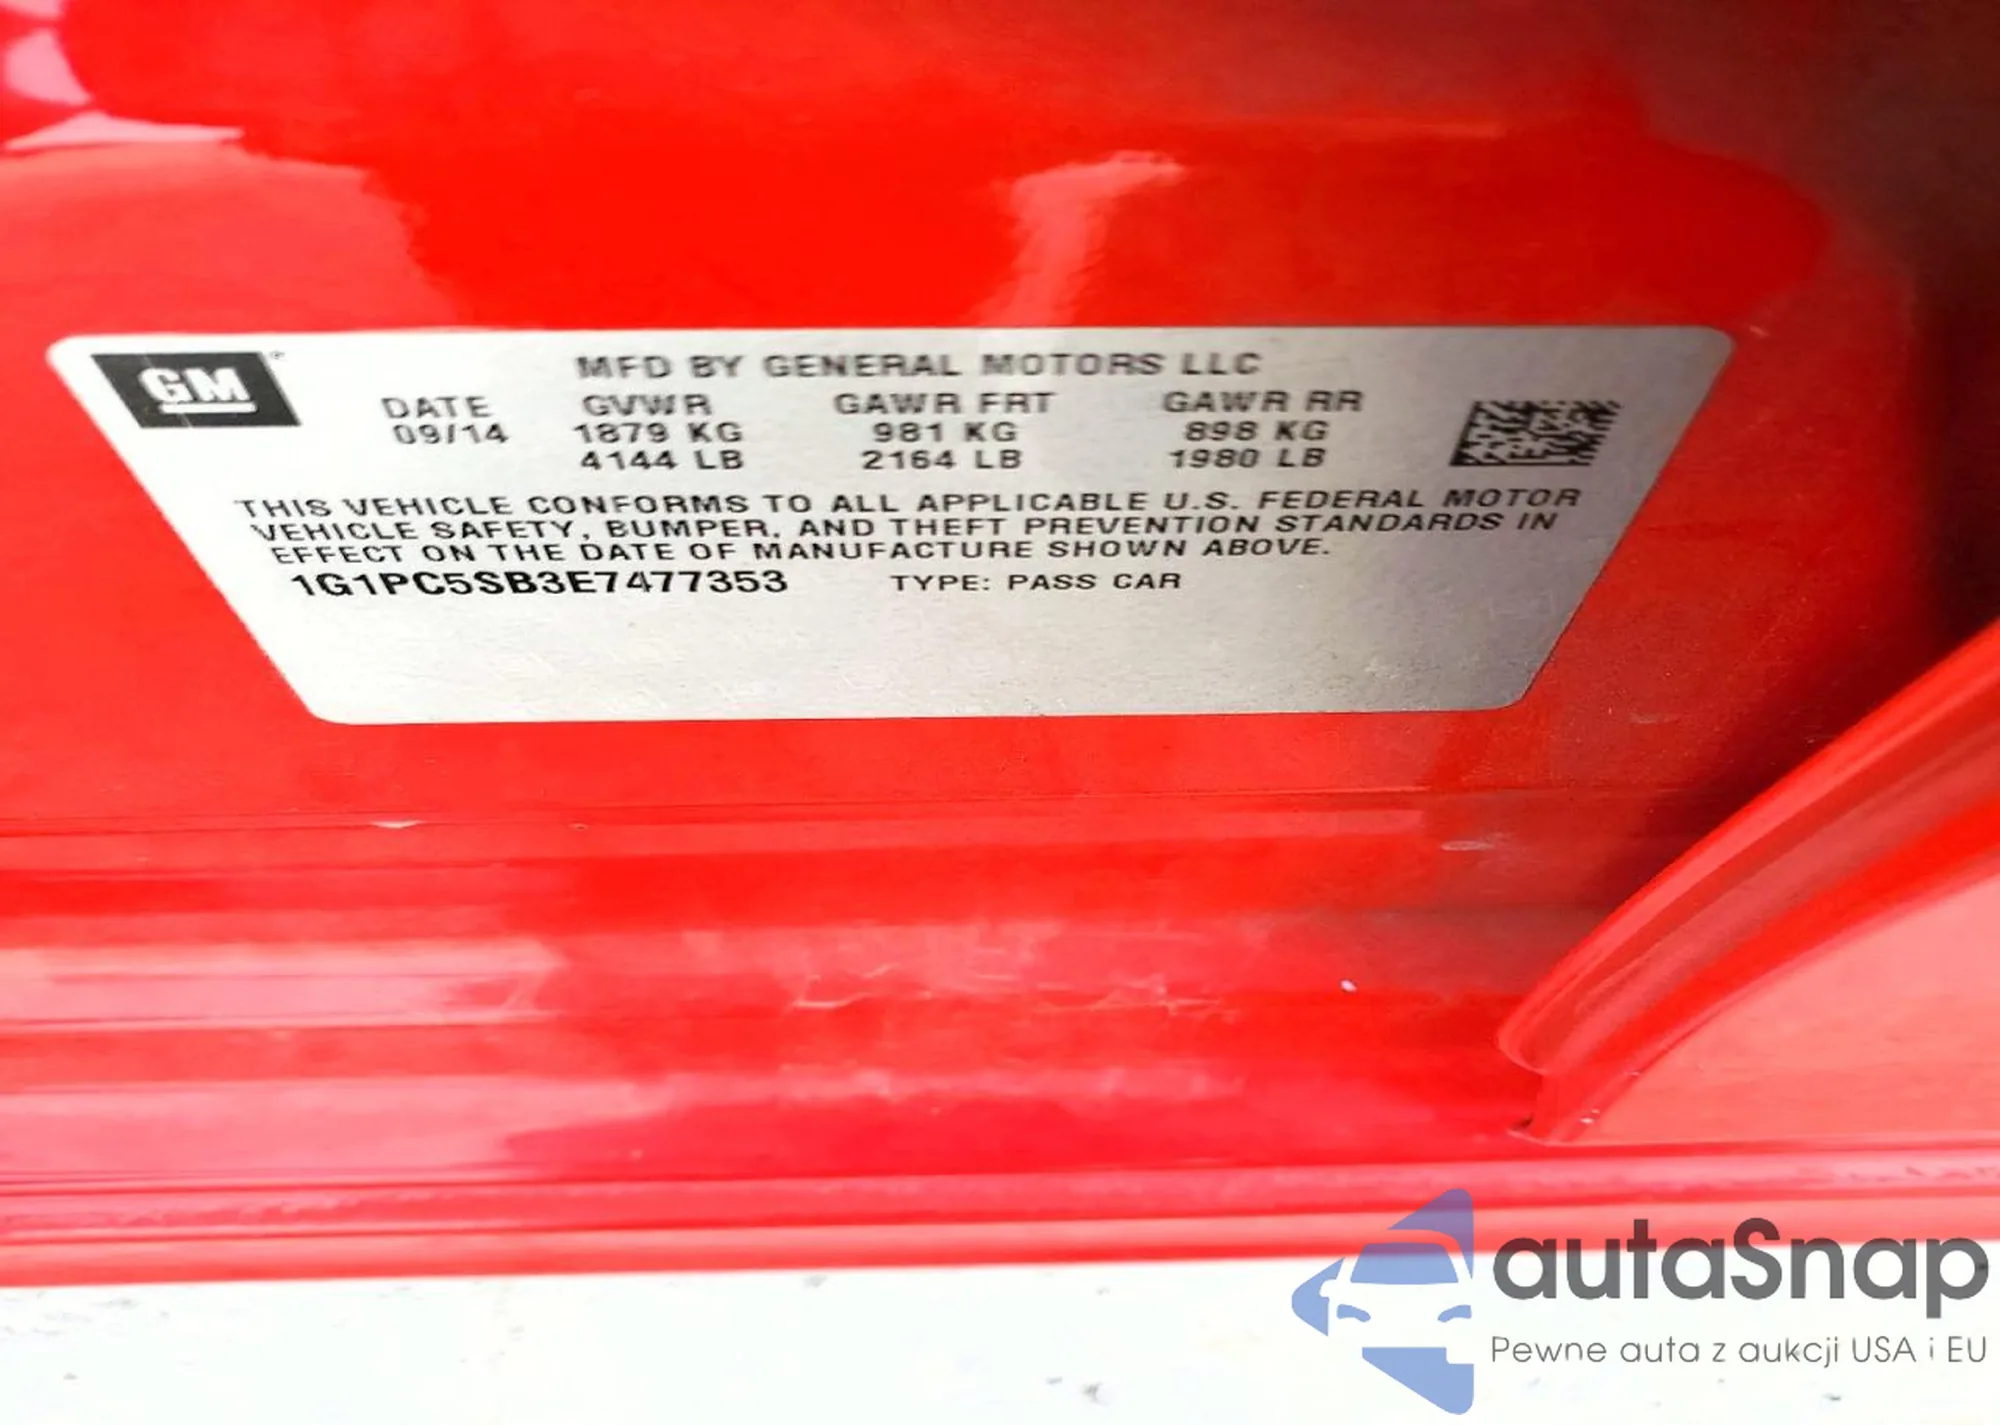 GM
MFD BY GENERAL MOTORS LLC
DATE GVWR GAWR FRT GAWR RR
09/14 1879 KG 981 KG 898 KG
4144 LB 2164 LB 1980 LB
THIS VEHICLE CONFORMS TO ALL APPLICABLE U.S. FEDERAL MOTOR
VEHICLE SAFETY, BUMPER, AND THEFT PREVENTION STANDARDS IN
EFFECT ON THE DATE OF MANUFACTURE SHOWN ABOVE.
1G1PC5SB3E7477353 TYPE: PASS CAR
autaSnap
Pewne auta z aukcji USA i EU